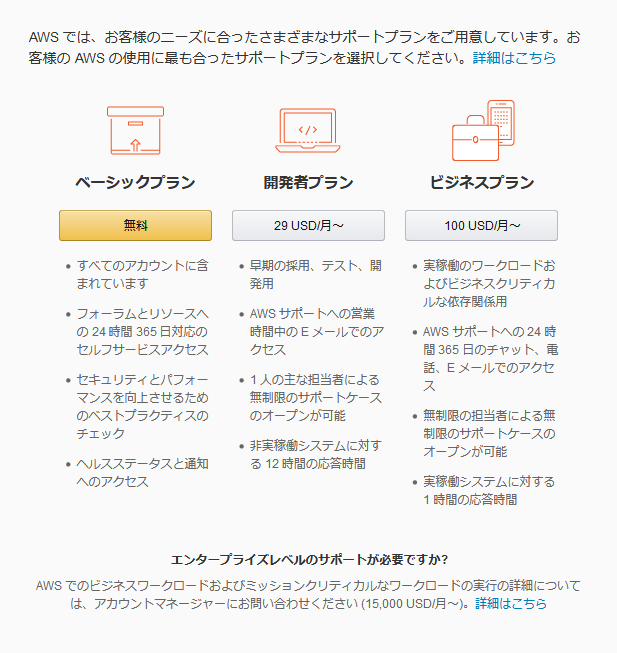 AWS では、お客様のニーズに合ったさまざまなサポートプランをご用意しています。お
客様の AWS の使用に最も合ったサポートプランを選択してください。詳細はこちら
</>
ベーシックプラン
無料
すべてのアカウントに含
まれています
フォーラムとリソースへ
の 24 時間 365 日対応の
セルフサービスアクセス
セキュリティとパフォー
マンスを向上させるため
のベストプラクティスの
チェック
ヘルスステータスと通知
へのアクセス
開発者プラン
29 USD/月～
早期の採用、テスト、開
発用
AWS サポートへの営業
時間中の E メールでのア
クセス
1 人の主な担当者による
無制限のサポートケース
のオープンが可能
非実稼働システムに対す
る 12 時間の応答時間
ビジネスプラン
100 USD/月～
実稼働のワークロードお
よびビジネスクリティカ
ルな依存関係用
AWS サポートへの 24 時
間 365 日のチャット、電
話、E メールでのアクセ
ス
無制限の担当者による無
制限のサポートケースの
オープンが可能
実稼働システムに対する
1 時間の応答時間
エンタープライズレベルのサポートが必要ですか?
AWS でのビジネスワークロードおよびミッションクリティカルなワークロードの実行の詳細について
は、アカウントマネージャーにお問い合わせください (15,000 USD/月～)。詳細はこちら